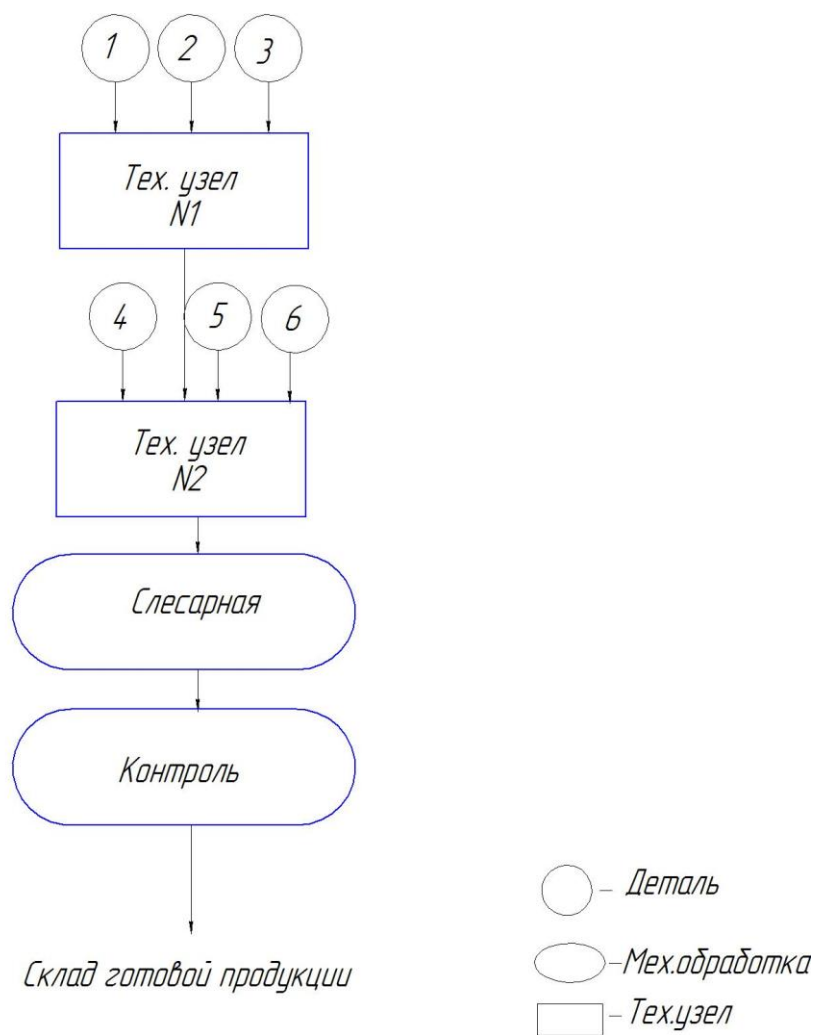 1 2 3
Тех. узел
N1
4 5 6
Тех. узел
N2
Слесарная
Контроль
Склад готовой продукции
– Деталь
–Мех.обработка
– Тех.узел